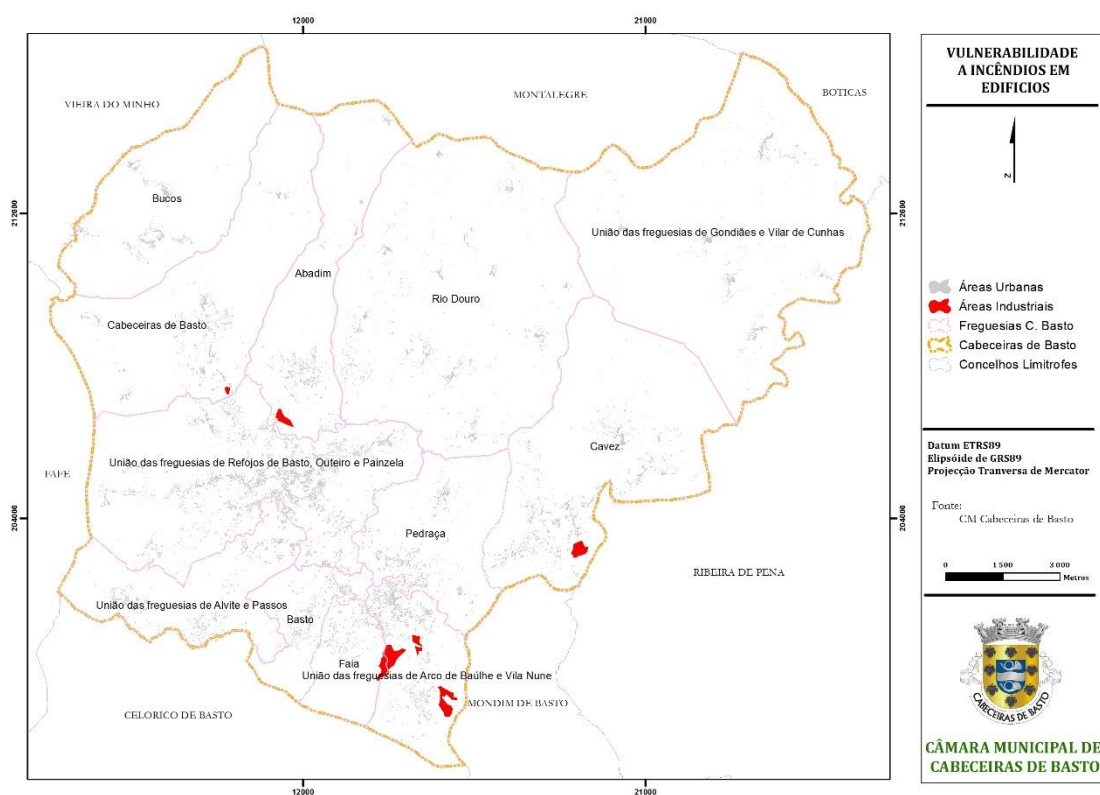 12000
21000
VIEIRA DO MINHO
MONTALEGRE
BOTICAS
Bucos
212000
212000
União das freguesias de Gondiães e Vilar de Cunhas
Abadim
Rio Douro
Cabeceiras de Basto
FAFE
União das freguesias de Refojos de Basto, Outeiro e Painzela
Cavez
204000
204000
Pedraça
RIBEIRA DE PENA
União das freguesias de Alvite e Passos
Basto
Faia
União das freguesias de Arco de Baúlhe e Vila Nune
CELORICO DE BASTO
MONDIM DE BASTO
12000
21000
VULNERABILIDADE
A INCÊNDIOS EM
EDIFICIOS
N
Áreas Urbanas
Áreas Industriais
Freguesias C. Basto
Cabeceiras de Basto
Concelhos Limitrofes
Datum ETRS89
Elipsóide de GRS89
Projecção Tranversa de Mercator
Fonte:
CM Cabeceiras de Basto
0 1 500 3 000
Metros
CABECEIRAS DE BASTO
CÂMARA MUNICIPAL DE
CABECEIRAS DE BASTO